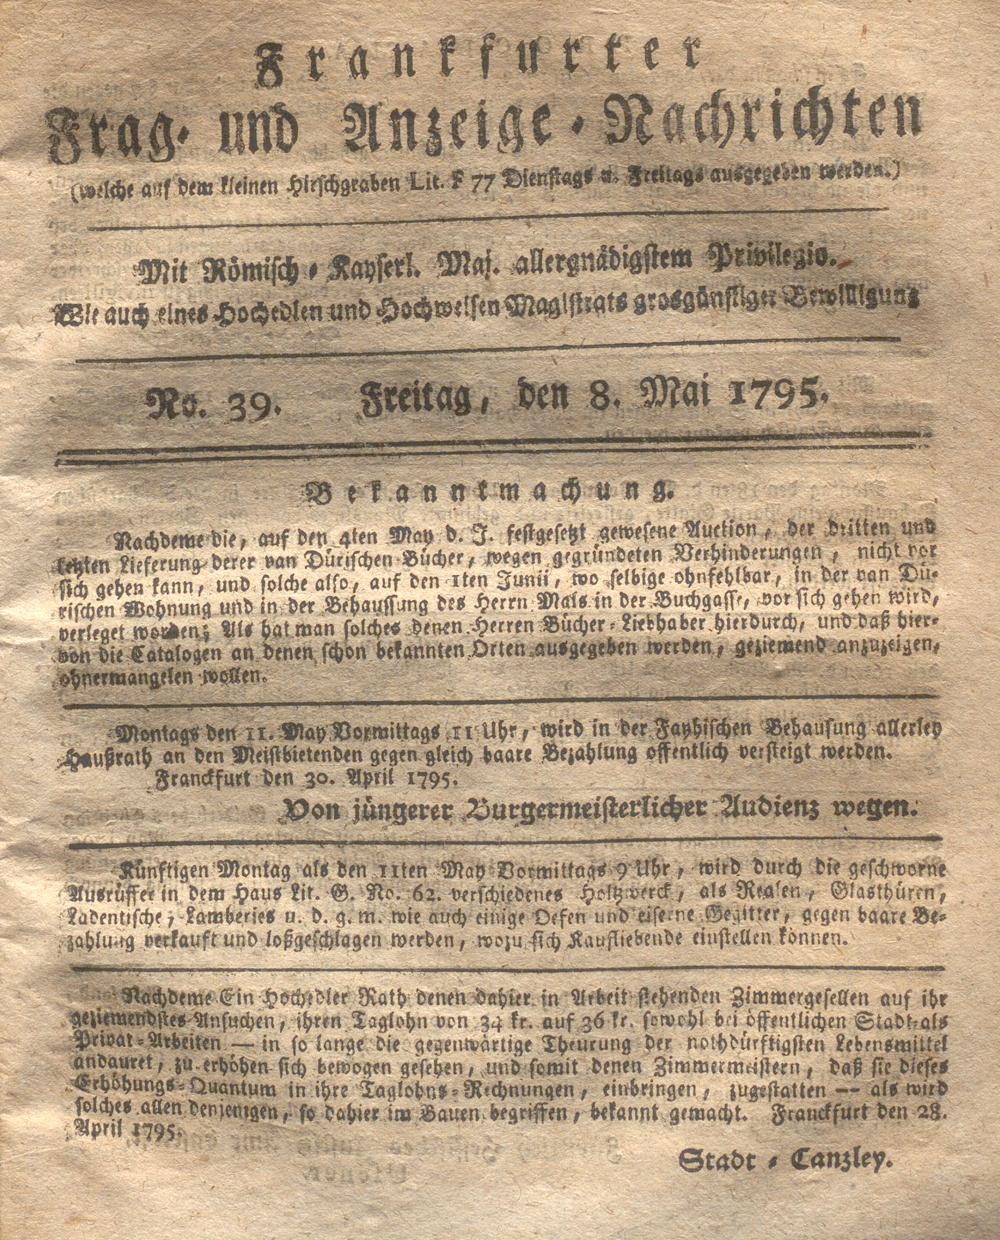 Frankfurter
Frag- und Anzeige-Nachrichten
(welche auf dem kleinen Hirschgraben Lit. F 77 Dienstags u. Freitags ausgegeben werden.)
Mit Römisch-Kayserl. Maj. allergnädigstem Privilegio.
Wie auch eines Hochedlen und Hochweisen Magistrats grosgünstiger Bewilligung
No. 39. Freitag, den 8. Mai 1795.
Bekanntmachung.
Nachdeme die, auf den 4ten May d. J. festgesetzt gewesene Auction, der dritten und
letzten Lieferung derer van Dürischen Bücher, wegen gegründeten Verhinderungen, nicht vor
sich gehen kann, und solche also, auf den 1ten Junii, wo selbige ohnfehlbar, in der van Dü-
rischen Wohnung und in der Behaussung des Herrn Mals in der Buchgasse, vor sich gehen wird,
verleget worden; Als hat man solches denen Herren Bücher-Liebhaber hierdurch, und daß hier-
von die Catalogen an denen schon bekannten Orten ausgegeben werden, geziemend anzuzeigen,
ohnermangelen wollen.
Montags den 11. May Vormittags 11 Uhr, wird in der Fayhischen Behausung allerley
Haußrath an den Meistbietenden gegen gleich baare Bezahlung offentlich versteigt werden.
Franckfurt den 30. April 1795.
Von jüngerer Burgermeisterlicher Audienz wegen.
Künftigen Montag als den 11ten May Vormittags 9 Uhr, wird durch die geschworne
Ausrüffer in dem Haus Lit. G. No. 62. verschiedenes Holtzwerck, als Realen, Glasthüren,
Ladentische, Lamberies u. d. g. m. wie auch einige Oefen und eiserne Gegitter, gegen baare Be-
zahlung verkauft und loßgeschlagen werden, wozu sich Kaufliebende einstellen können.
Nachdeme Ein Hochedler Rath denen dahier in Arbeit stehenden Zimmergesellen auf ihr
geziemendstes Ansuchen, ihren Taglohn von 34 kr. auf 36 kr. sowohl bei öffentlichen Stadt-als
Privat-Arbeiten — in so lange die gegenwärtige Theurung der nothdürftigsten Lebensmittel
andauret, zu erhöhen sich bewogen gesehen, und somit denen Zimmermeistern, daß sie dieses
Erhöhungs-Quantum in ihre Taglohns-Rechnungen, einbringen, zugestatten — als wird
solches allen denjenigen, so dahier im Bauen begriffen, bekannt gemacht. Franckfurt den 28.
April 1795.
Stadt-Canzley.